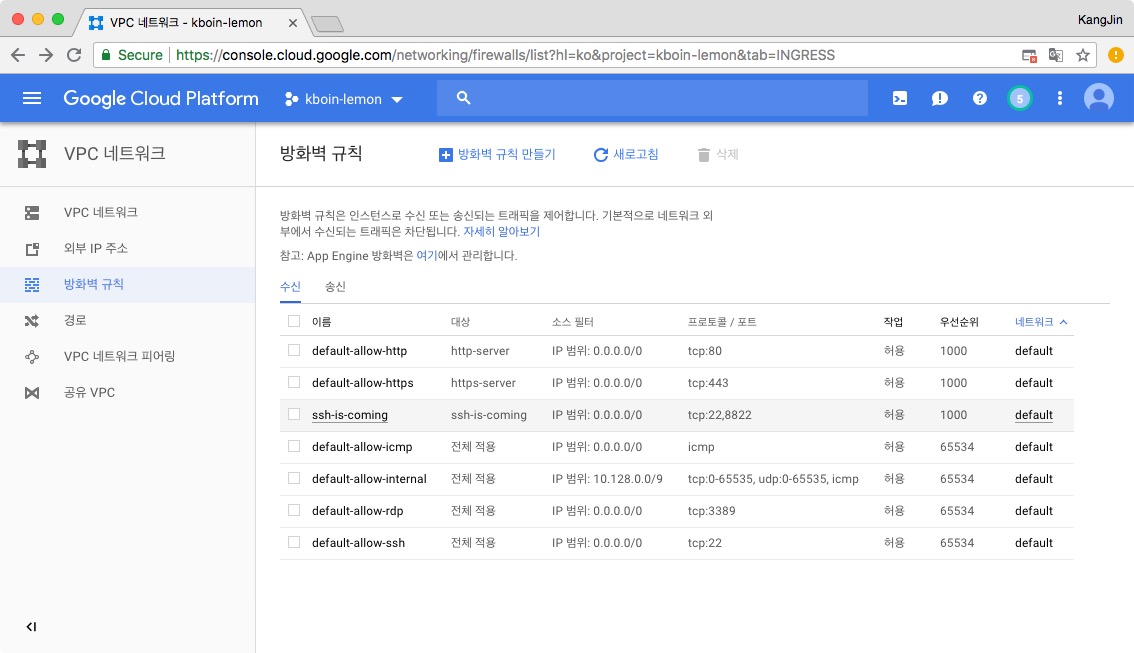 VPC 네트워크 - kboin-lemon
KangJin
Secure https://console.cloud.google.com/networking/firewalls/list?hl=ko&project=kboin-lemon&tab=INGRESS
Google Cloud Platform kboin-lemon 5
VPC 네트워크
방화벽 규칙 방화벽 규칙 만들기 새로고침 삭제
VPC 네트워크
외부 IP 주소
방화벽 규칙
경로
VPC 네트워크 피어링
공유 VPC
방화벽 규칙은 인스턴스로 수신 또는 송신되는 트래픽을 제어합니다. 기본적으로 네트워크 외
부에서 수신되는 트래픽은 차단됩니다. 자세히 알아보기
참고: App Engine 방화벽은 여기에서 관리합니다.
수신 송신
이름 대상 소스 필터 프로토콜 / 포트 작업 우선순위 네트워크
default-allow-http http-server IP 범위: 0.0.0.0/0 tcp:80 허용 1000 default
default-allow-https https-server IP 범위: 0.0.0.0/0 tcp:443 허용 1000 default
ssh-is-coming ssh-is-coming IP 범위: 0.0.0.0/0 tcp:22,8822 허용 1000 default
default-allow-icmp 전체 적용 IP 범위: 0.0.0.0/0 icmp 허용 65534 default
default-allow-internal 전체 적용 IP 범위: 10.128.0.0/9 tcp:0-65535, udp:0-65535, icmp 허용 65534 default
default-allow-rdp 전체 적용 IP 범위: 0.0.0.0/0 tcp:3389 허용 65534 default
default-allow-ssh 전체 적용 IP 범위: 0.0.0.0/0 tcp:22 허용 65534 default